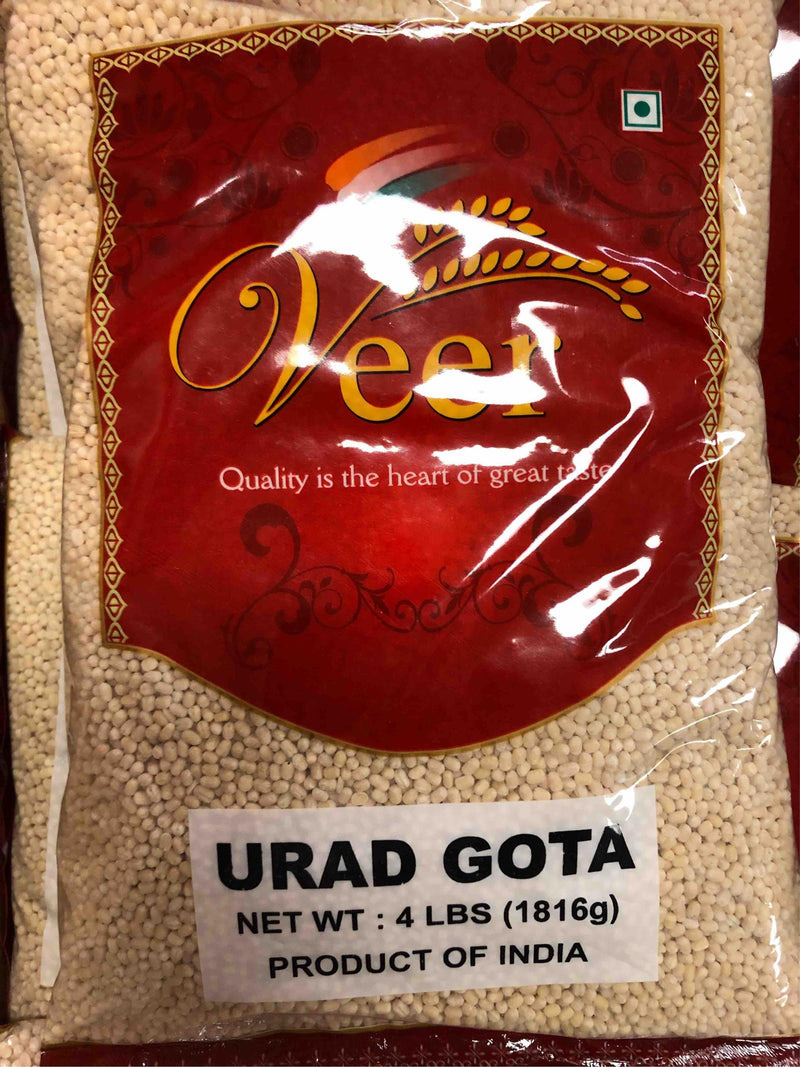 Veer
Quality is the heart of great taste
URAD GOTA
NET WT : 4 LBS (1816g)
PRODUCT OF INDIA